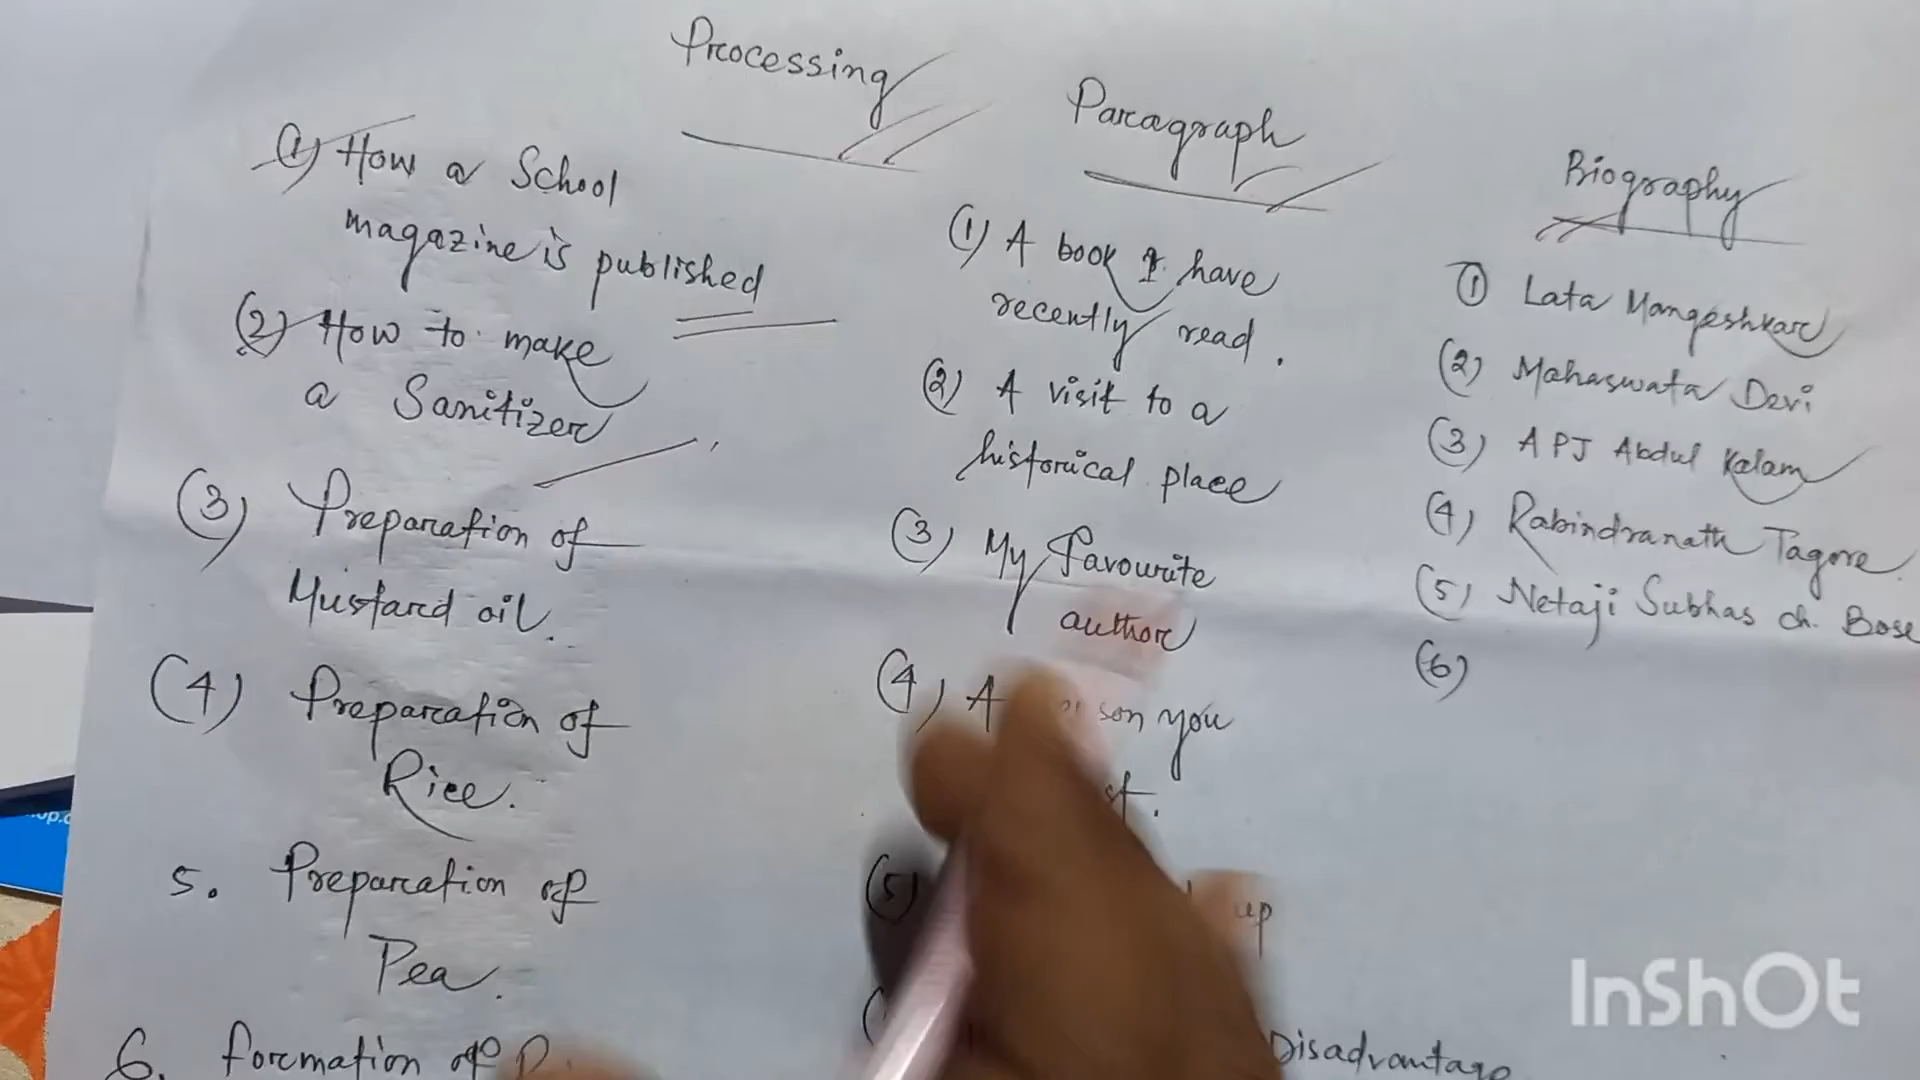 Processing
(1) How a School
magazine is published
(2) How to make
a Sanitizer
(3) Preparation of
Mustard oil.
(4) Preparation of
Rice.
5. Preparation of
Pea.
6. formation of
Paragraph
(1) A book I have
recently read.
(2) A visit to a
historical place
(3) My favourite
author
(4) A you
(5) up
Disadvantage
Biography
(1) Lata Mangeshkar
(2) Mahaswata Devi
(3) APJ Abdul Kalam
(4) Rabindranath Tagore.
(5) Netaji Subhas ch. Bose
(6)
InShOt